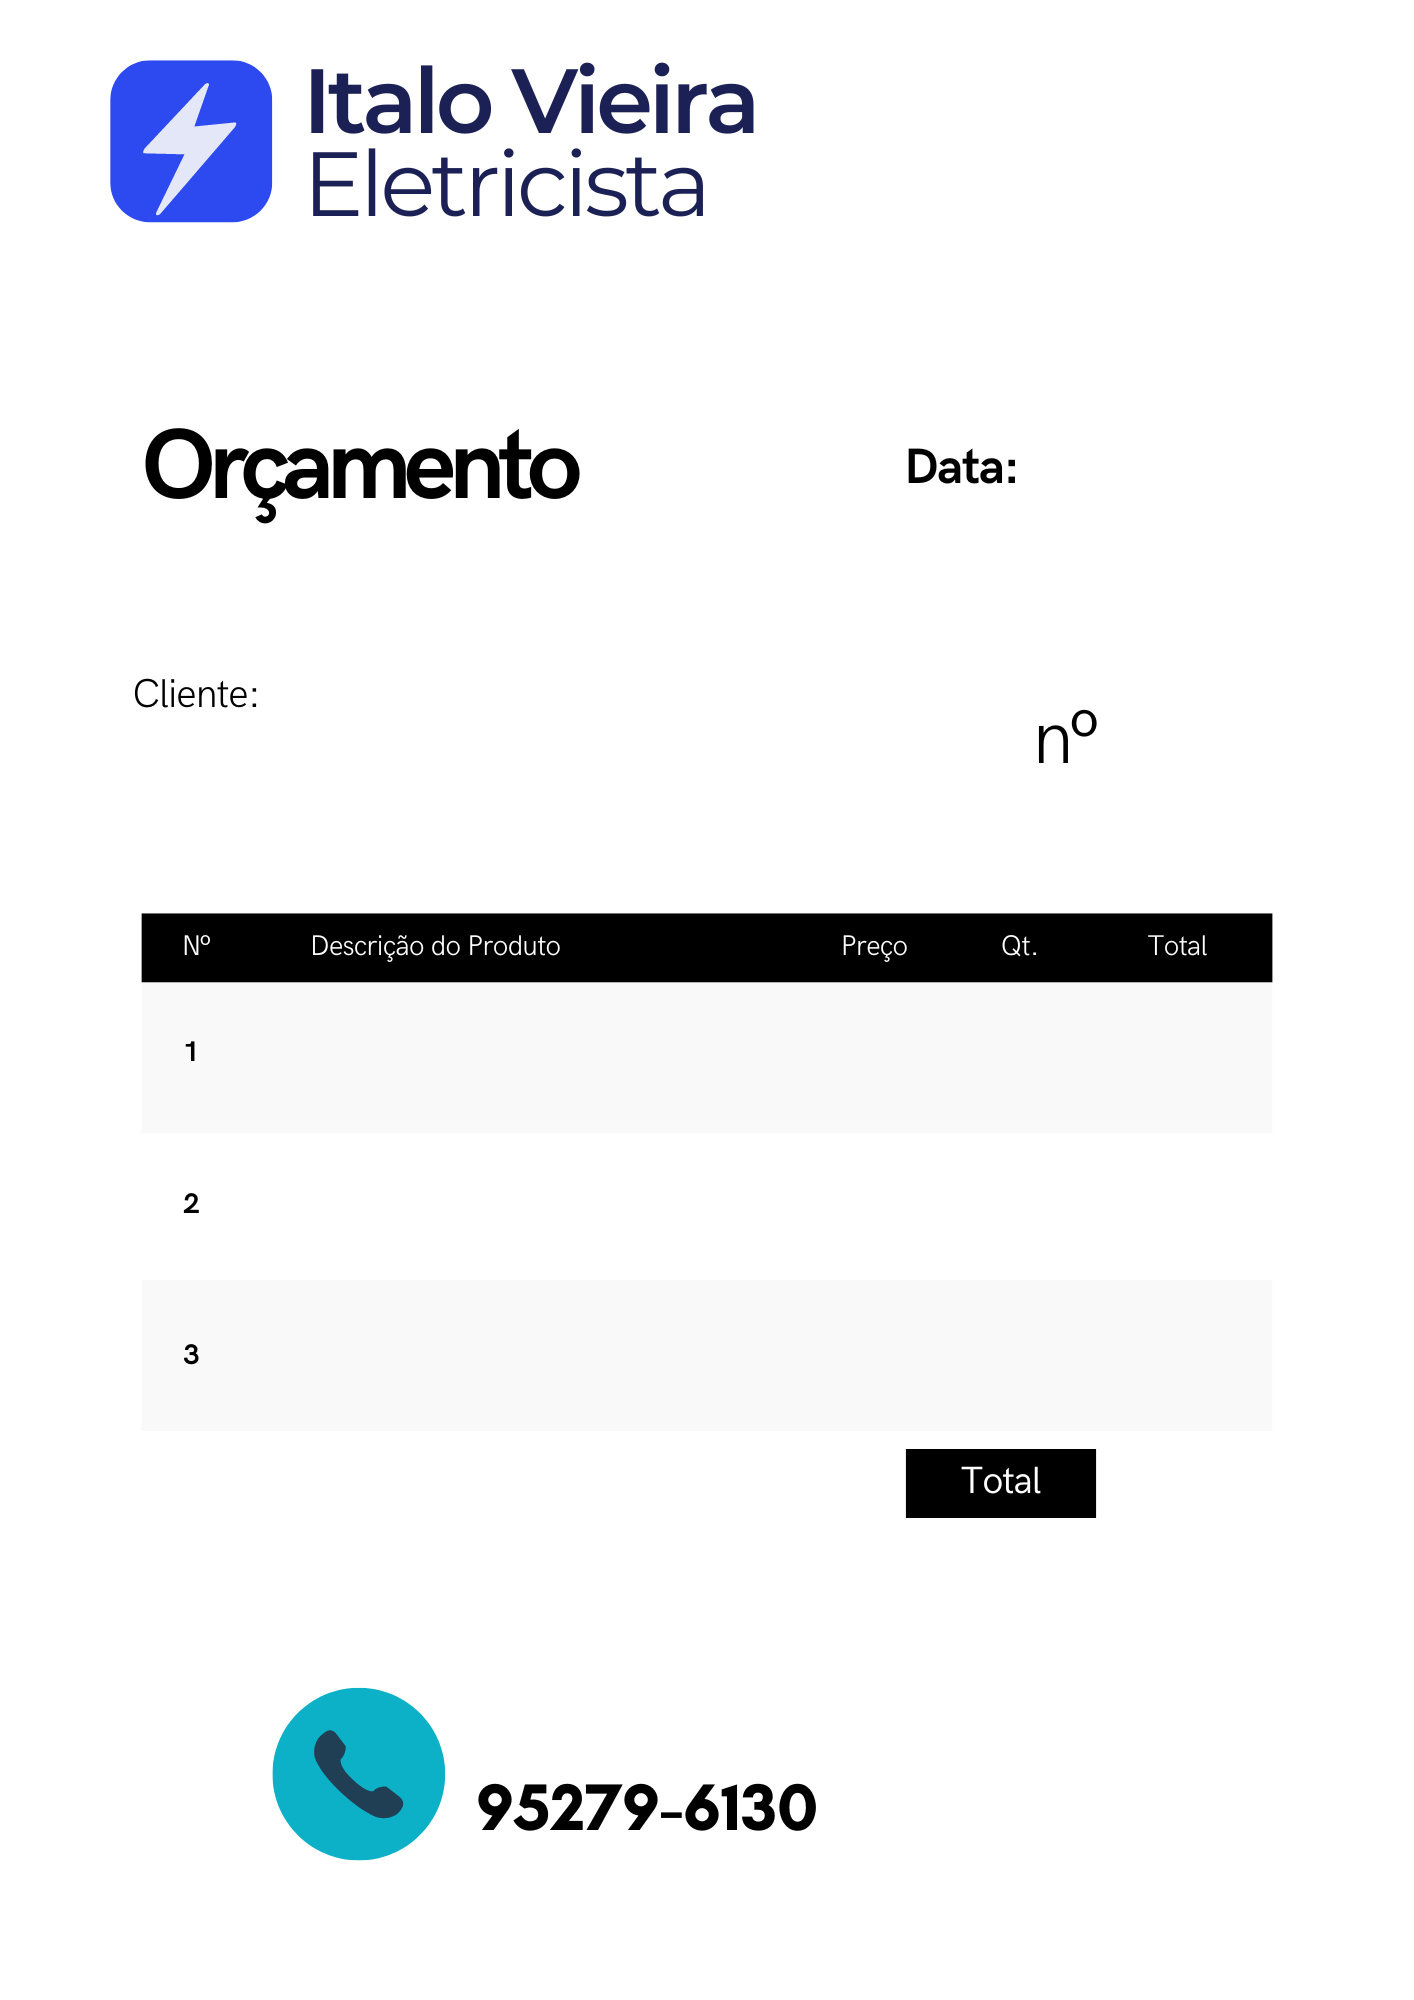 Italo Vieira
Eletricista
Orçamento
Data:
Cliente:
nº
Nº Descrição do Produto Preço Qt. Total
1
2
3
Total
95279-6130